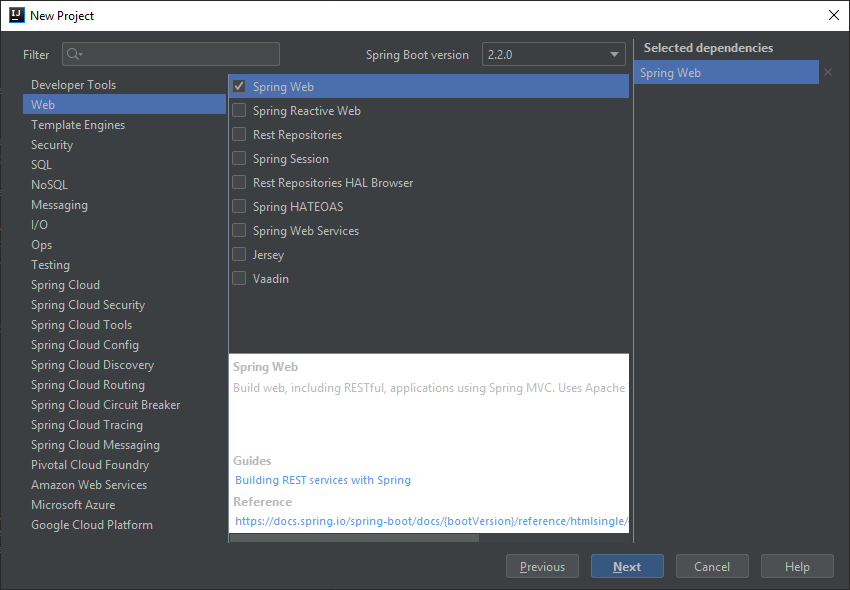 New Project
Filter
Spring Boot version
2.2.0
Selected dependencies
Spring Web
Developer Tools
Web
Template Engines
Security
SQL
NoSQL
Messaging
I/O
Ops
Testing
Spring Cloud
Spring Cloud Security
Spring Cloud Tools
Spring Cloud Config
Spring Cloud Discovery
Spring Cloud Routing
Spring Cloud Circuit Breaker
Spring Cloud Tracing
Spring Cloud Messaging
Pivotal Cloud Foundry
Amazon Web Services
Microsoft Azure
Google Cloud Platform
Spring Web
Spring Reactive Web
Rest Repositories
Spring Session
Rest Repositories HAL Browser
Spring HATEOAS
Spring Web Services
Jersey
Vaadin
Spring Web
Build web, including RESTful, applications using Spring MVC. Uses Apache
Guides
Building REST services with Spring
Reference
https://docs.spring.io/spring-boot/docs/{bootVersion}/reference/htmlsingle/
Previous
Next
Cancel
Help